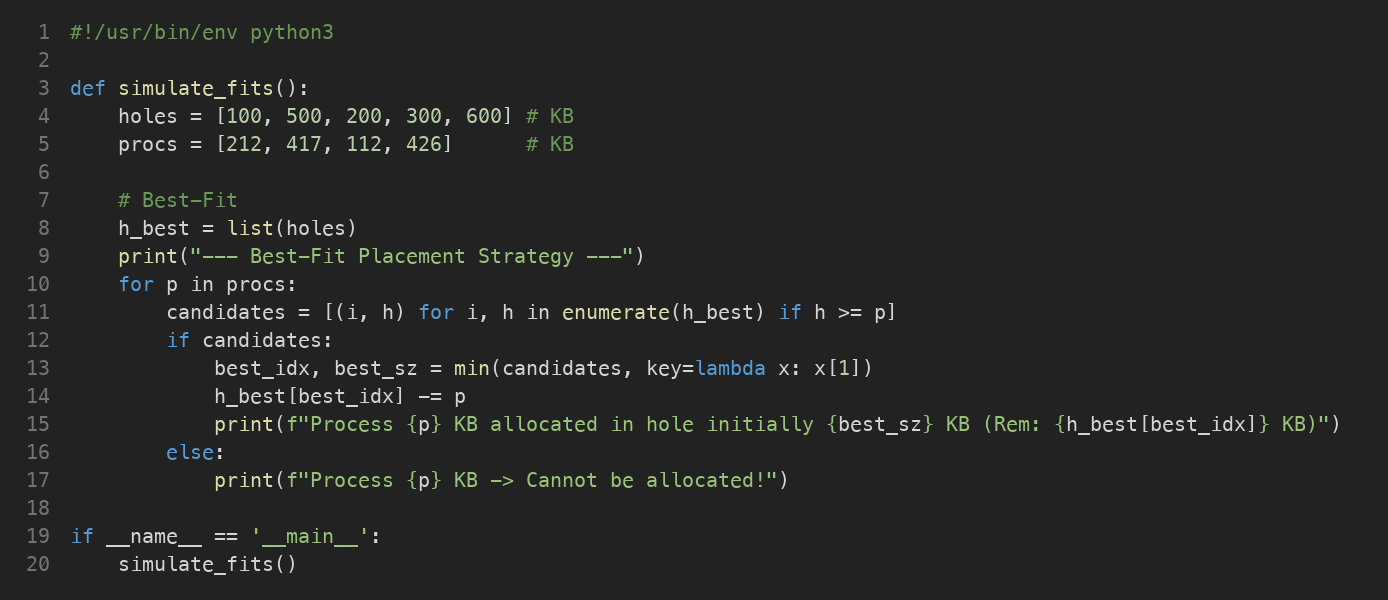 1 #!/usr/bin/env python3
2
3 def simulate_fits():
4     holes = [100, 500, 200, 300, 600] # KB
5     procs = [212, 417, 112, 426]      # KB
6
7     # Best-Fit
8     h_best = list(holes)
9     print("--- Best-Fit Placement Strategy ---")
10     for p in procs:
11         candidates = [(i, h) for i, h in enumerate(h_best) if h >= p]
12         if candidates:
13             best_idx, best_sz = min(candidates, key=lambda x: x[1])
14             h_best[best_idx] -= p
15             print(f"Process {p} KB allocated in hole initially {best_sz} KB (Rem: {h_best[best_idx]} KB)")
16         else:
17             print(f"Process {p} KB -> Cannot be allocated!")
18
19 if __name__ == '__main__':
20     simulate_fits()